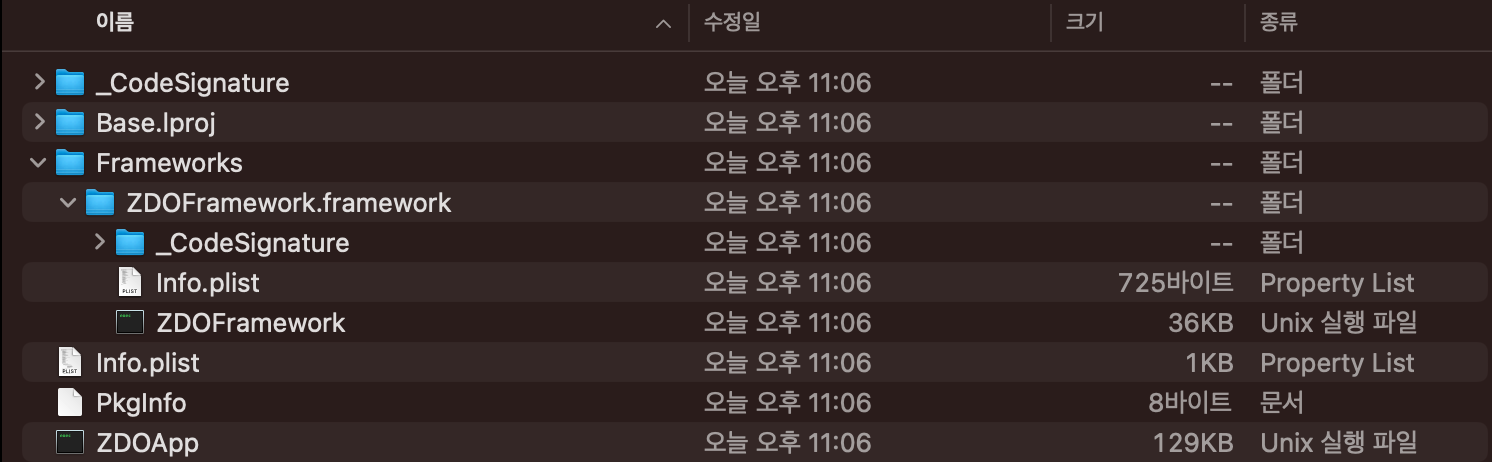 이름 수정일 크기 종류
_CodeSignature 오늘 오후 11:06 -- 폴더
Base.lproj 오늘 오후 11:06 -- 폴더
Frameworks 오늘 오후 11:06 -- 폴더
ZDOFramework.framework 오늘 오후 11:06 -- 폴더
_CodeSignature 오늘 오후 11:06 -- 폴더
Info.plist 오늘 오후 11:06 725바이트 Property List
ZDOFramework 오늘 오후 11:06 36KB Unix 실행 파일
Info.plist 오늘 오후 11:06 1KB Property List
PkgInfo 오늘 오후 11:06 8바이트 문서
ZDOApp 오늘 오후 11:06 129KB Unix 실행 파일